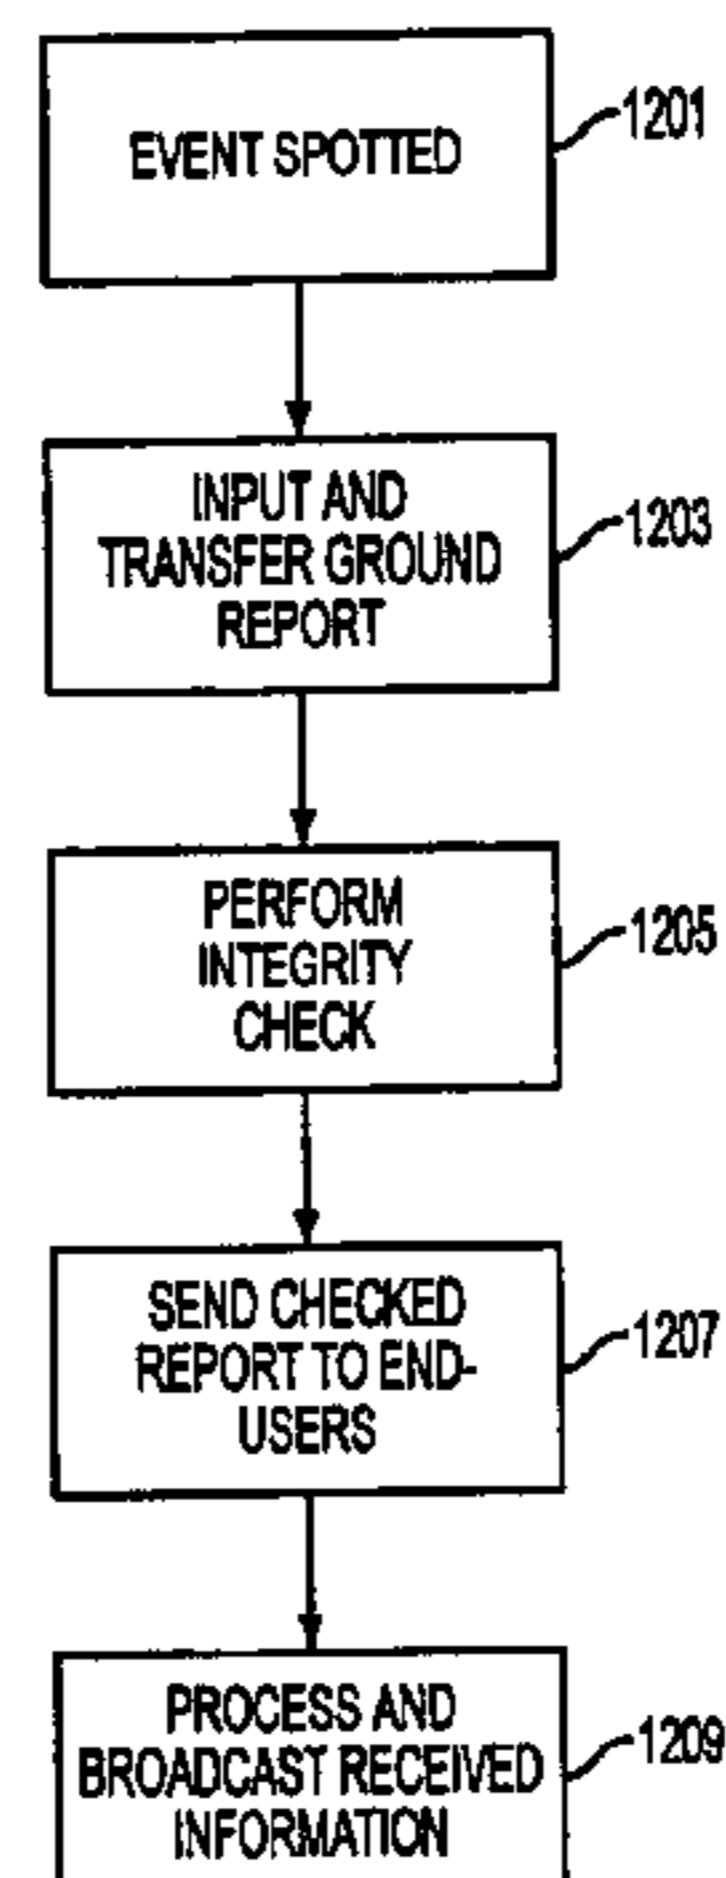 EVENT SPOTTED
1201
INPUT AND
TRANSFER GROUND
REPORT
1203
PERFORM
INTEGRITY
CHECK
1205
SEND CHECKED
REPORT TO END-
USERS
1207
PROCESS AND
BROADCAST RECEIVED
INFORMATION
1209